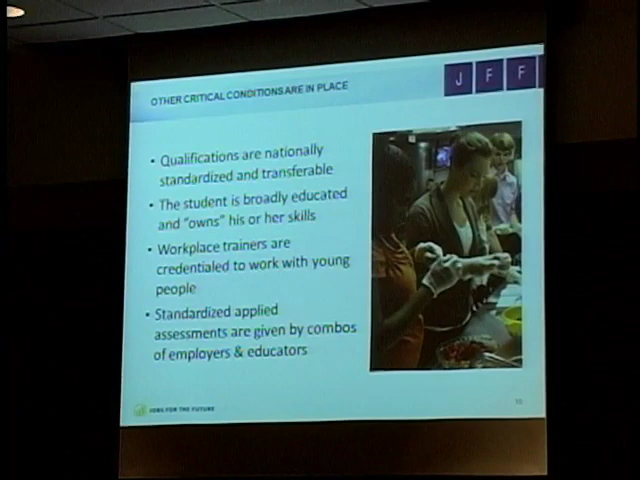 OTHER CRITICAL CONDITIONS ARE IN PLACE
J F F
• Qualifications are nationally
standardized and transferable
• The student is broadly educated
and "owns" his or her skills
• Workplace trainers are
credentialed to work with young
people
• Standardized applied
assessments are given by combos
of employers & educators
JOBS FOR THE FUTURE